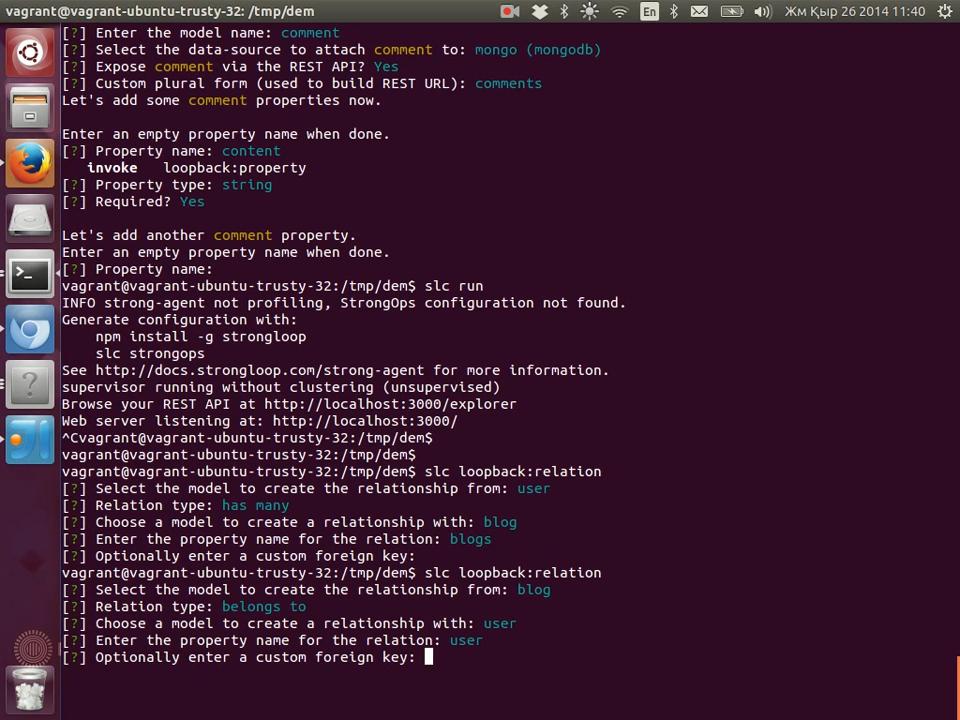 vagrant@vagrant-ubuntu-trusty-32: /tmp/dem
En
Жм Қыр 26 2014 11:40
[?] Enter the model name: comment
[?] Select the data-source to attach comment to: mongo (mongodb)
[?] Expose comment via the REST API? Yes
[?] Custom plural form (used to build REST URL): comments
Let's add some comment properties now.
Enter an empty property name when done.
[?] Property name: content
invoke loopback:property
[?] Property type: string
[?] Required? Yes
Let's add another comment property.
Enter an empty property name when done.
[?] Property name:
vagrant@vagrant-ubuntu-trusty-32:/tmp/dem$ slc run
INFO strong-agent not profiling, StrongOps configuration not found.
Generate configuration with:
npm install -g strongloop
slc strongops
See http://docs.strongloop.com/strong-agent for more information.
supervisor running without clustering (unsupervised)
Browse your REST API at http://localhost:3000/explorer
Web server listening at: http://localhost:3000/
^Cvagrant@vagrant-ubuntu-trusty-32:/tmp/dem$
vagrant@vagrant-ubuntu-trusty-32:/tmp/dem$
vagrant@vagrant-ubuntu-trusty-32:/tmp/dem$ slc loopback:relation
[?] Select the model to create the relationship from: user
[?] Relation type: has many
[?] Choose a model to create a relationship with: blog
[?] Enter the property name for the relation: blogs
[?] Optionally enter a custom foreign key:
vagrant@vagrant-ubuntu-trusty-32:/tmp/dem$ slc loopback:relation
[?] Select the model to create the relationship from: blog
[?] Relation type: belongs to
[?] Choose a model to create a relationship with: user
[?] Enter the property name for the relation: user
[?] Optionally enter a custom foreign key: